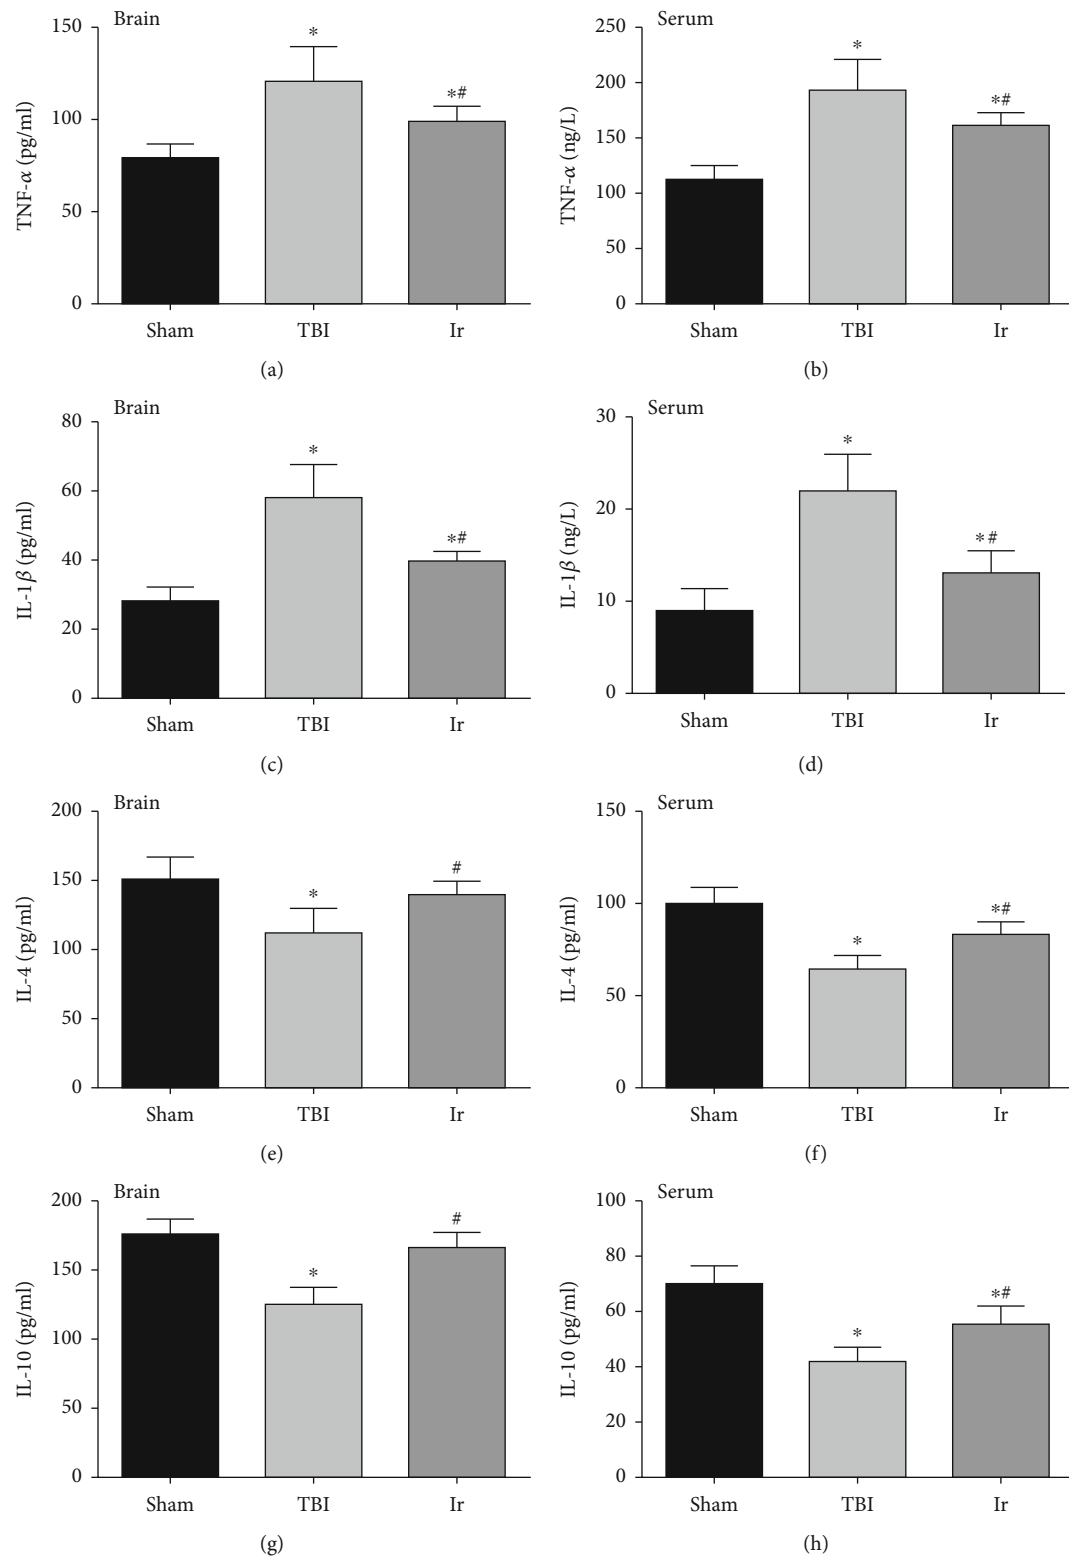 Brain
TNF-α (pg/ml)
150
100
50
0
*
*#
Sham TBI Ir
(a)
Serum
TNF-α (ng/L)
250
200
150
100
50
0
*
*#
Sham TBI Ir
(b)
Brain
IL-1β (pg/ml)
80
60
40
20
0
*
*#
Sham TBI Ir
(c)
Serum
IL-1β (ng/L)
30
20
10
0
*
*#
Sham TBI Ir
(d)
Brain
IL-4 (pg/ml)
200
150
100
50
0
*
#
Sham TBI Ir
(e)
Serum
IL-4 (pg/ml)
150
100
50
0
*
*#
Sham TBI Ir
(f)
Brain
IL-10 (pg/ml)
200
150
100
50
0
*
#
Sham TBI Ir
(g)
Serum
IL-10 (pg/ml)
100
80
60
40
20
0
*
*#
Sham TBI Ir
(h)